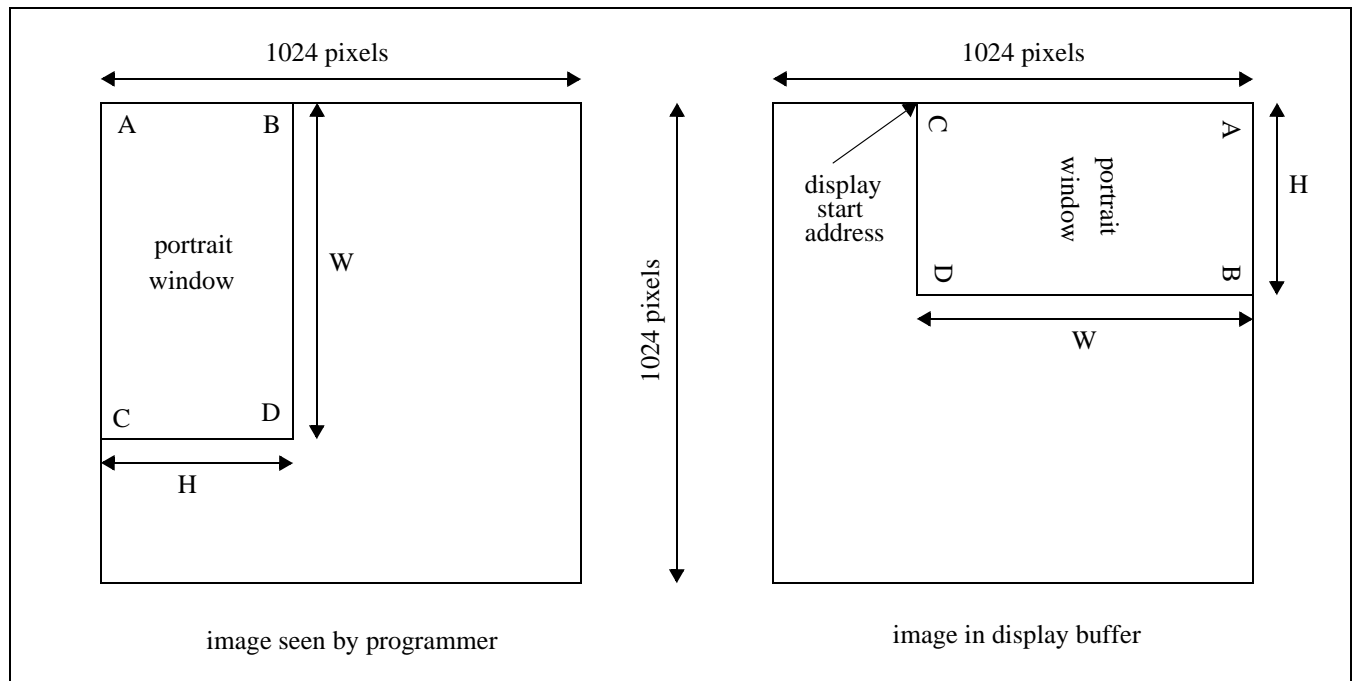 1024 pixels
A
B
portrait
window
W
C
D
H
image seen by programmer
1024 pixels
1024 pixels
C
A
display
start
address
portrait
window
H
D
B
W
image in display buffer